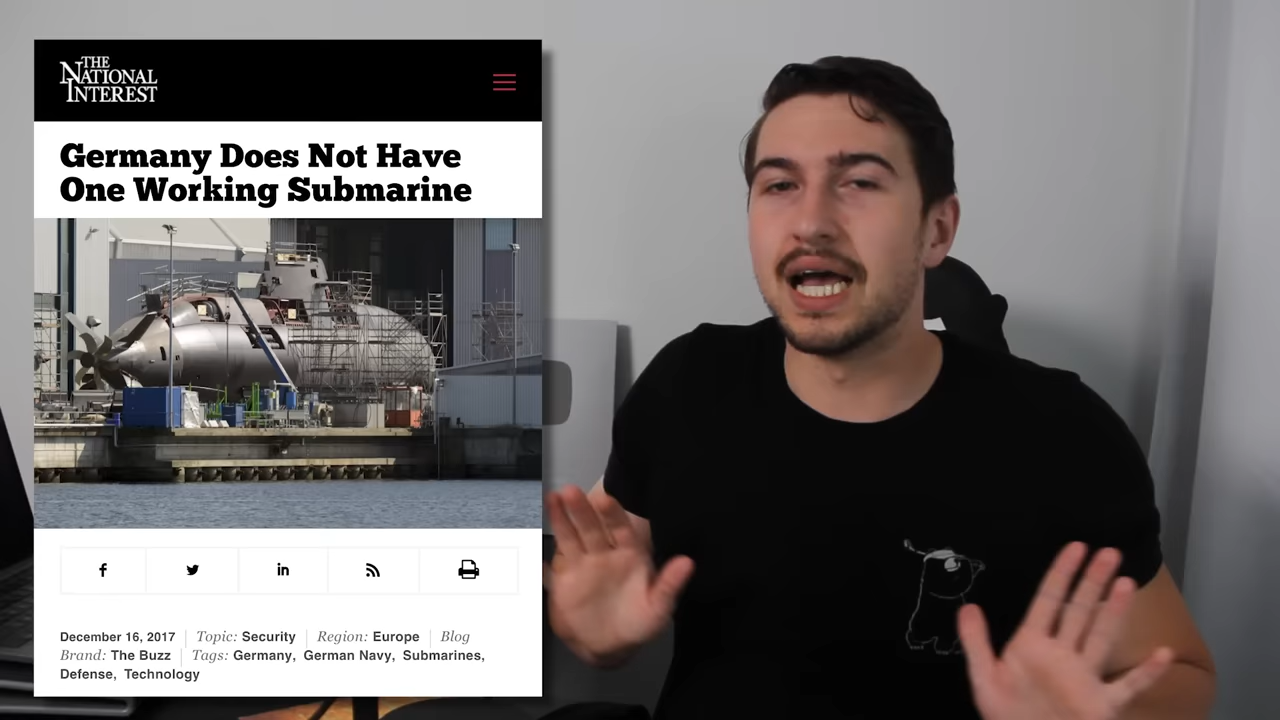 THE
NATIONAL
INTEREST
Germany Does Not Have
One Working Submarine
December 16, 2017 Topic: Security Region: Europe Blog
Brand: The Buzz Tags: Germany, German Navy, Submarines,
Defense, Technology